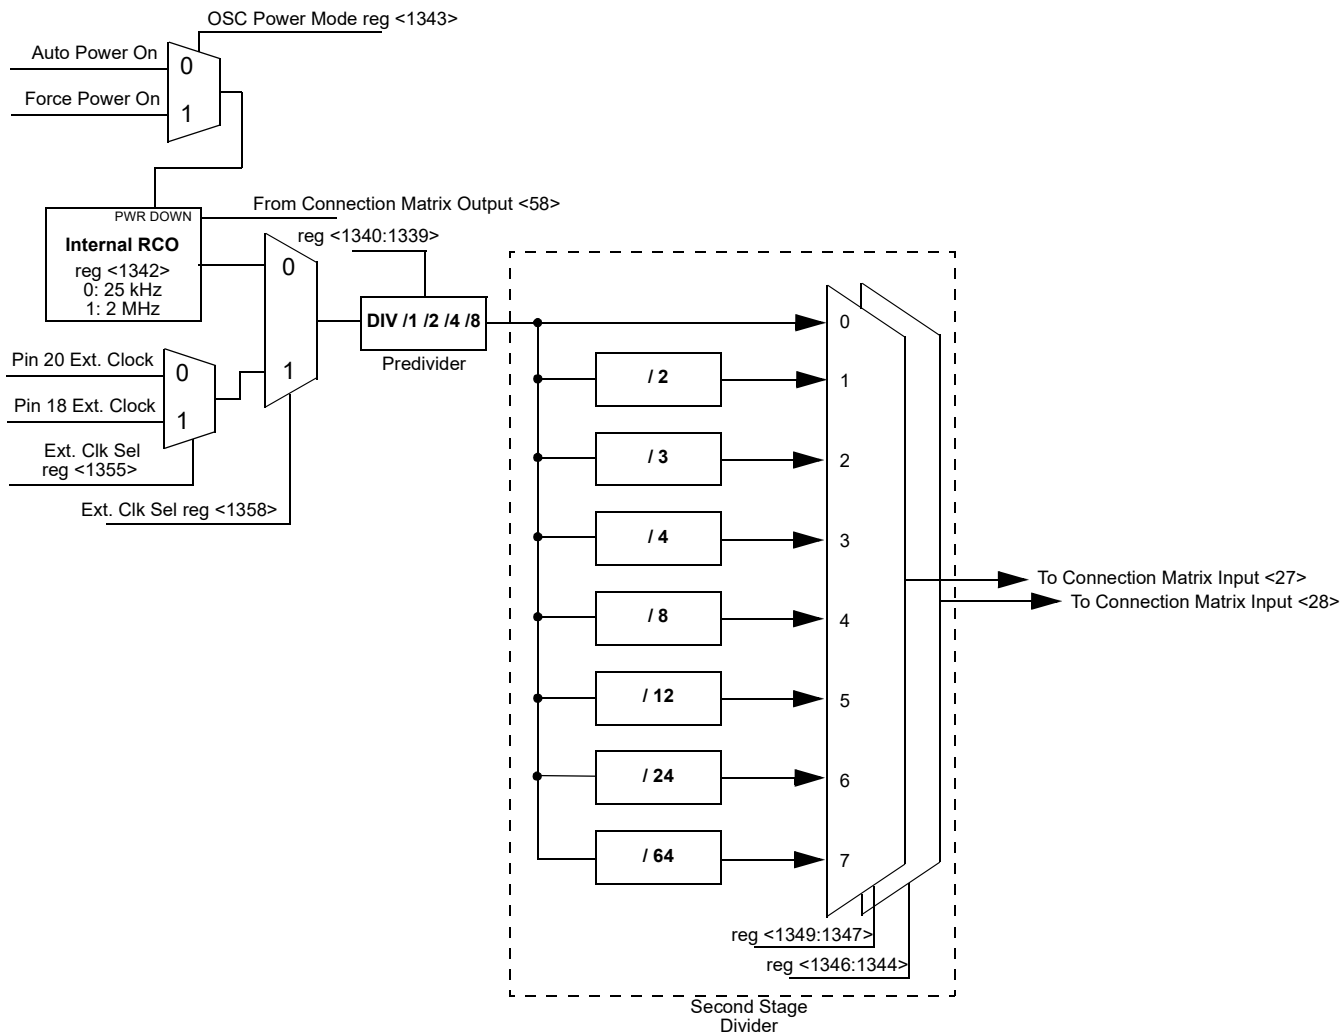 OSC Power Mode reg <1343>
Auto Power On
0
Force Power On
1
PWR DOWN
From Connection Matrix Output <58>
Internal RCO
reg <1342>
0: 25 kHz
1: 2 MHz
reg <1340:1339>
0
DIV /1 /2 /4 /8
Predivider
Pin 20 Ext. Clock
0
1
Pin 18 Ext. Clock
1
Ext. Clk Sel
reg <1355>
Ext. Clk Sel reg <1358>
0
/ 2
1
/ 3
2
/ 4
3
To Connection Matrix Input <27>
To Connection Matrix Input <28>
/ 8
4
/ 12
5
/ 24
6
/ 64
7
reg <1349:1347>
reg <1346:1344>
Second Stage
Divider